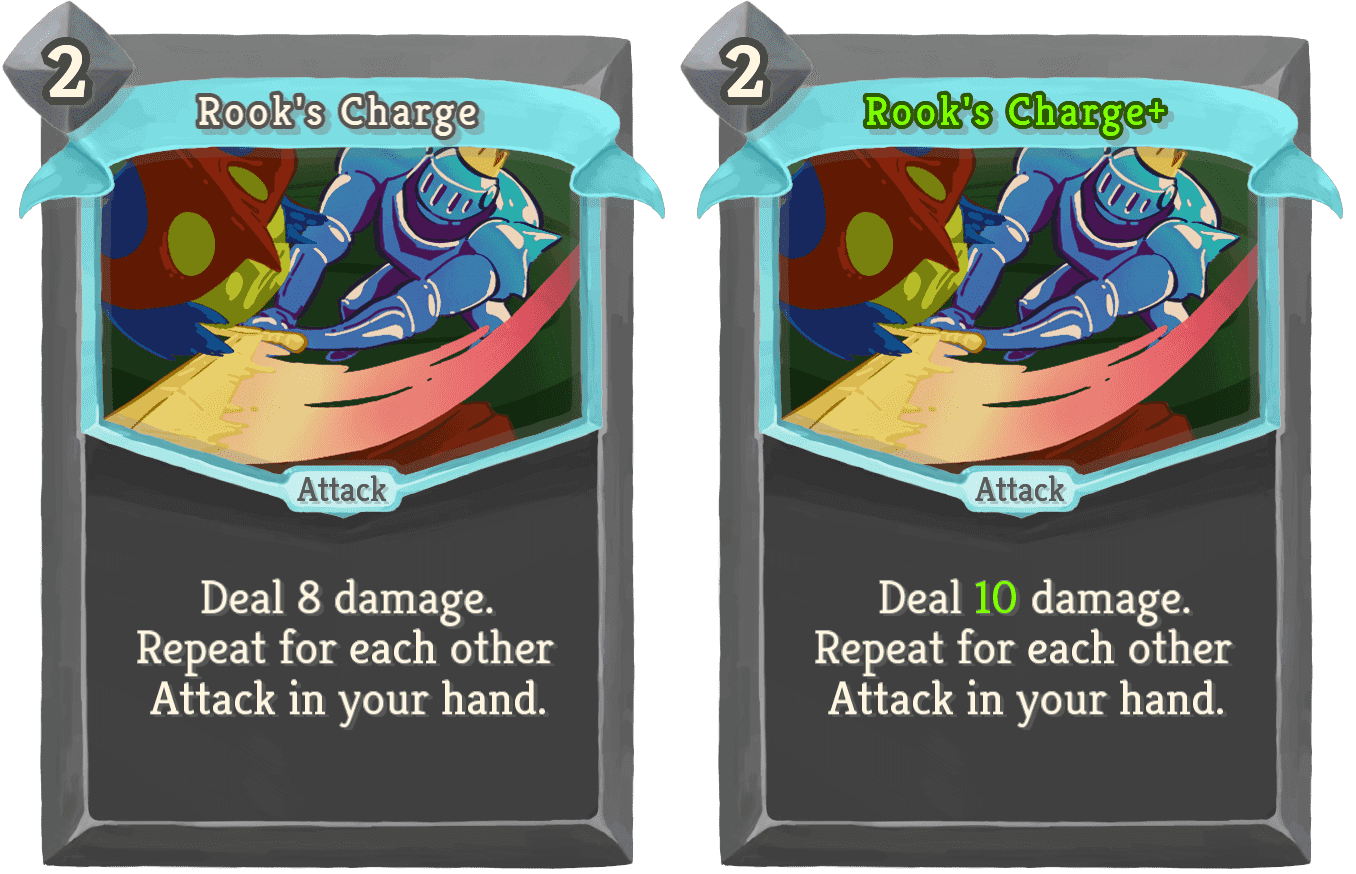 2
Rook's Charge
Attack
Deal 8 damage.
Repeat for each other
Attack in your hand.
2
Rook's Charge+
Attack
Deal 10 damage.
Repeat for each other
Attack in your hand.